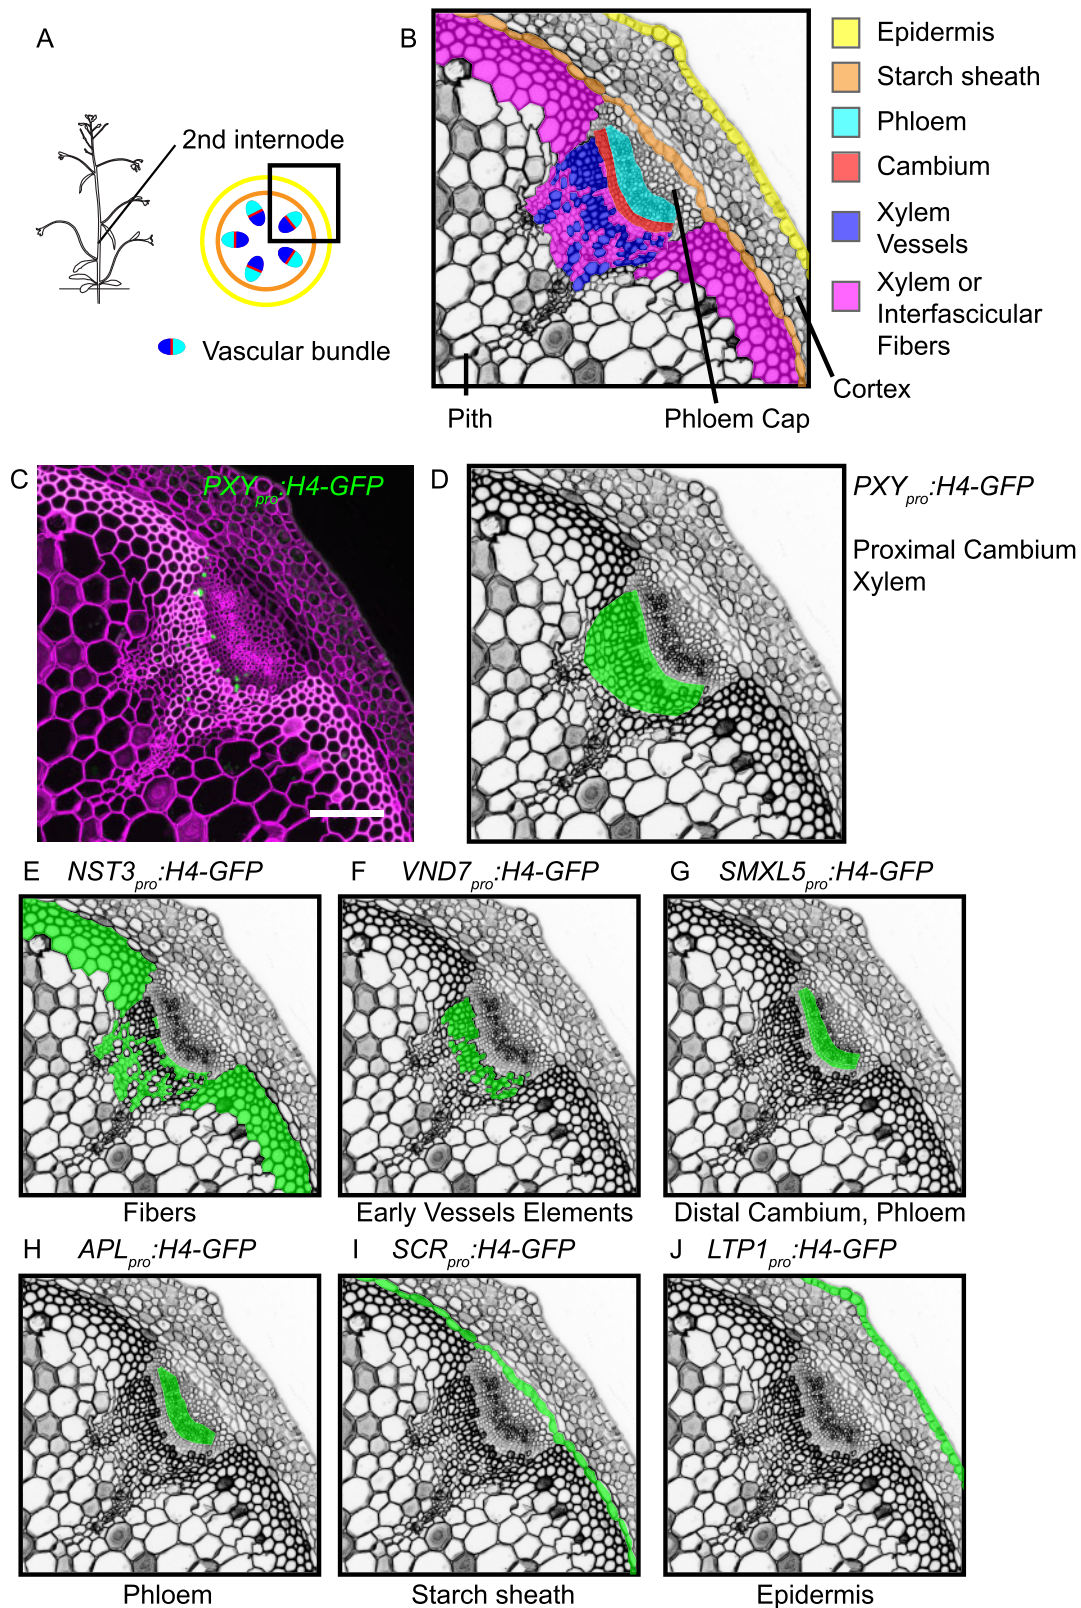 A
2nd internode
Vascular bundle
B
Epidermis
Starch sheath
Phloem
Cambium
Xylem
Vessels
Xylem or
Interfascicular
Fibers
Cortex
Pith
Phloem Cap
C
PXYpro:H4-GFP
D
PXYpro:H4-GFP
Proximal Cambium
Xylem
E NST3pro:H4-GFP
F VND7pro:H4-GFP
G SMXL5pro:H4-GFP
Fibers
Early Vessels Elements
Distal Cambium, Phloem
H APLpro:H4-GFP
I SCRpro:H4-GFP
J LTP1pro:H4-GFP
Phloem
Starch sheath
Epidermis